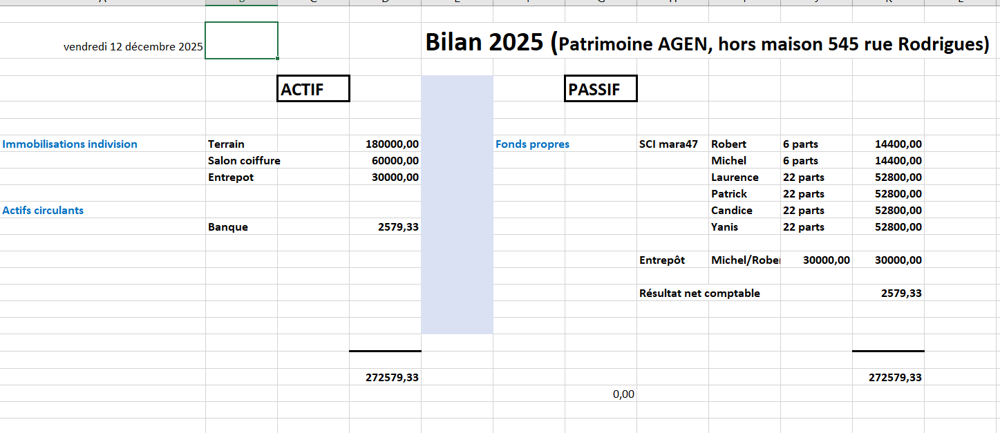 vendredi 12 décembre 2025 Bilan 2025 (Patrimoine AGEN, hors maison 545 rue Rodrigues)
ACTIF PASSIF
Immobilisations indivision Terrain 180000,00 Fonds propres SCI mara47 Robert 6 parts 14400,00
Salon coiffure 60000,00 Michel 6 parts 14400,00
Entrepot 30000,00 Laurence 22 parts 52800,00
Patrick 22 parts 52800,00
Actifs circulants Candice 22 parts 52800,00
Banque 2579,33 Yanis 22 parts 52800,00
Entrepôt Michel/Rober 30000,00 30000,00
Résultat net comptable 2579,33
272579,33 272579,33
0,00